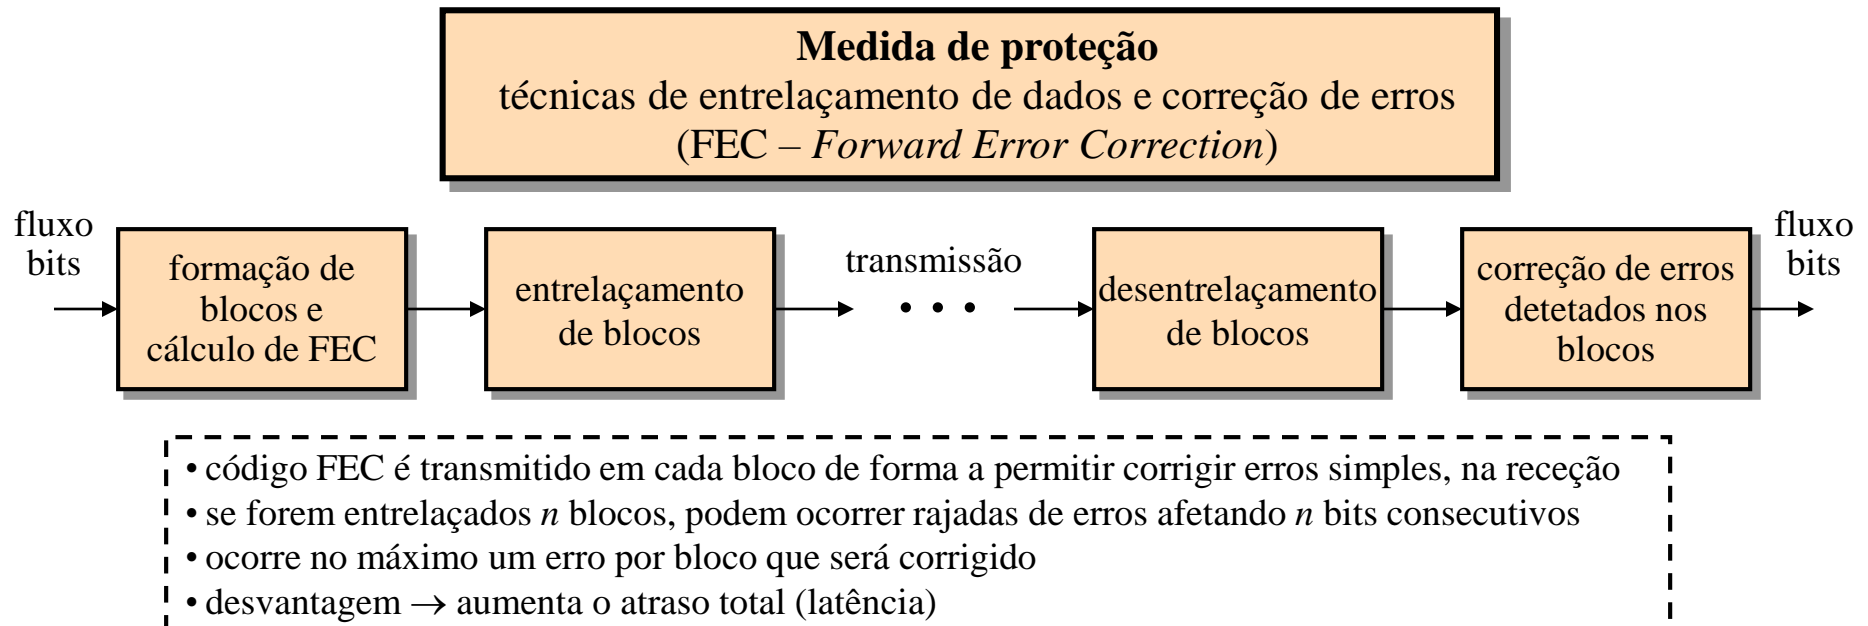 Medida de proteção
técnicas de entrelaçamento de dados e correção de erros
(FEC – Forward Error Correction)
fluxo
bits
formação de
blocos e
cálculo de FEC
entrelaçamento
de blocos
transmissão
• • •
desentrelaçamento
de blocos
correção de erros
detetados nos
blocos
fluxo
bits
• código FEC é transmitido em cada bloco de forma a permitir corrigir erros simples, na receção
• se forem entrelaçados n blocos, podem ocorrer rajadas de erros afetando n bits consecutivos
• ocorre no máximo um erro por bloco que será corrigido
• desvantagem → aumenta o atraso total (latência)